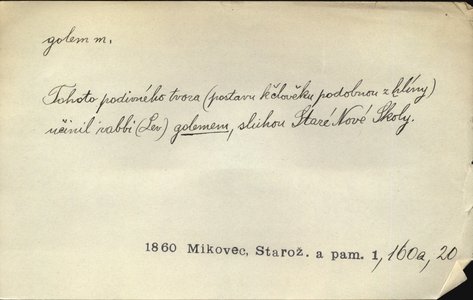 golem m.
Tohoto podivného tvora (postavu k člověku podobnou z hlíny)
učinil rabbi (Lev) golemem, sluhou Staré Nové Školy.
1860 Mikovec, Starož. a pam. 1, 160a, 20